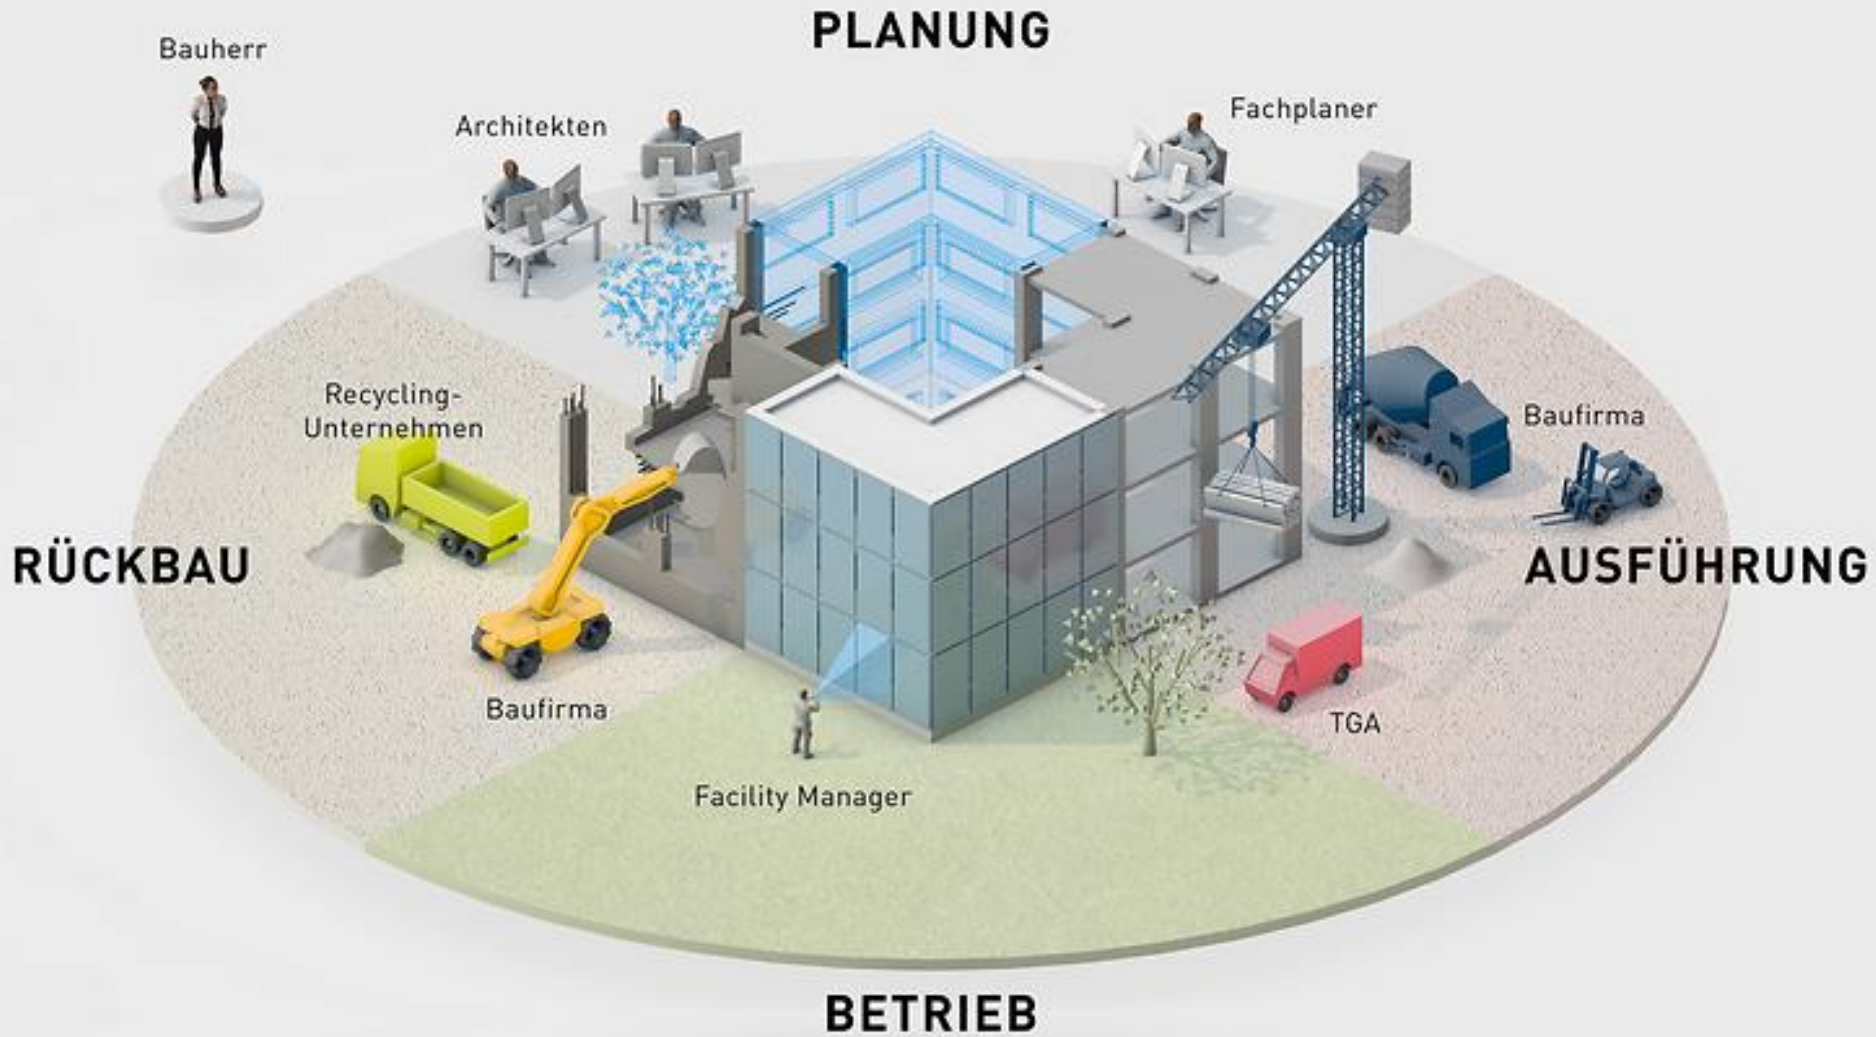 PLANUNG
Bauherr
Architekten
Fachplaner
Recycling-
Unternehmen
Baufirma
RÜCKBAU
AUSFÜHRUNG
Baufirma
TGA
Facility Manager
BETRIEB